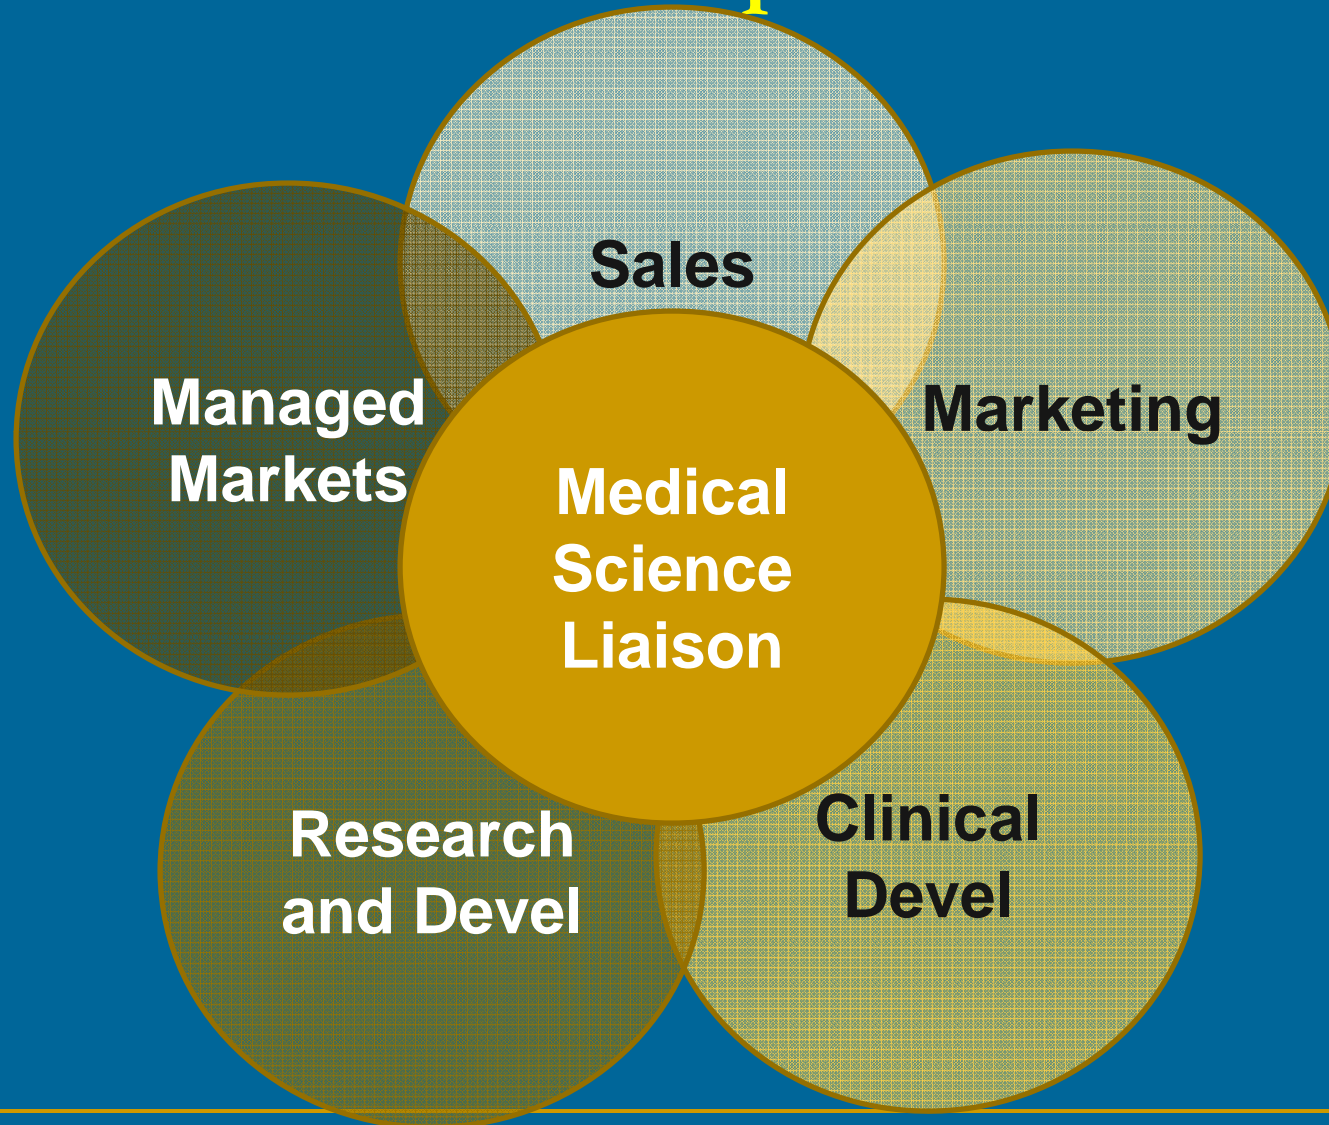 Sales
Managed
Markets
Marketing
Medical
Science
Liaison
Research
and Devel
Clinical
Devel